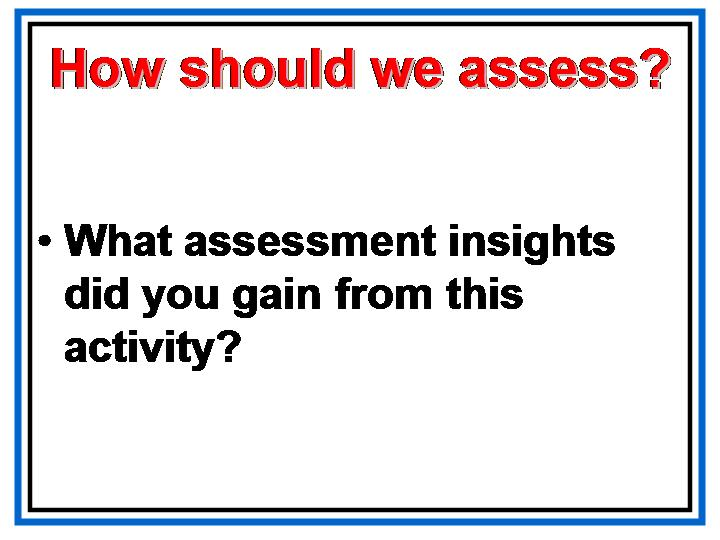 How should we assess?
• What assessment insights
did you gain from this
activity?